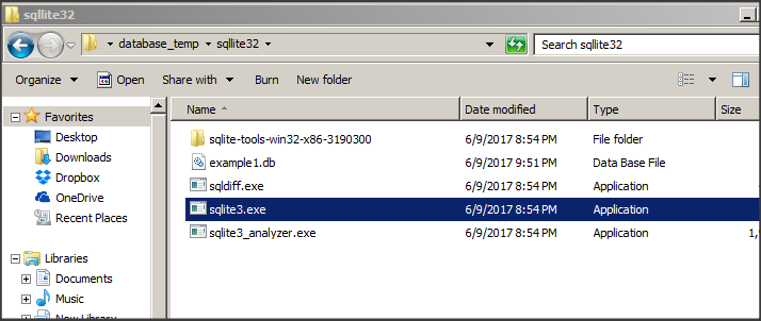 sqllite32
database_temp sqllite32 Search sqllite32
Organize Open Share with Burn New folder
Favorites
Desktop
Downloads
Dropbox
OneDrive
Recent Places
Libraries
Documents
Music
New Library
Name Date modified Type Size
sqlite-tools-win32-x86-3190300 6/9/2017 8:54 PM File folder
example1.db 6/9/2017 9:51 PM Data Base File
sqldiff.exe 6/9/2017 8:54 PM Application
sqlite3.exe 6/9/2017 8:54 PM Application
sqlite3_analyzer.exe 6/9/2017 8:54 PM Application 1,